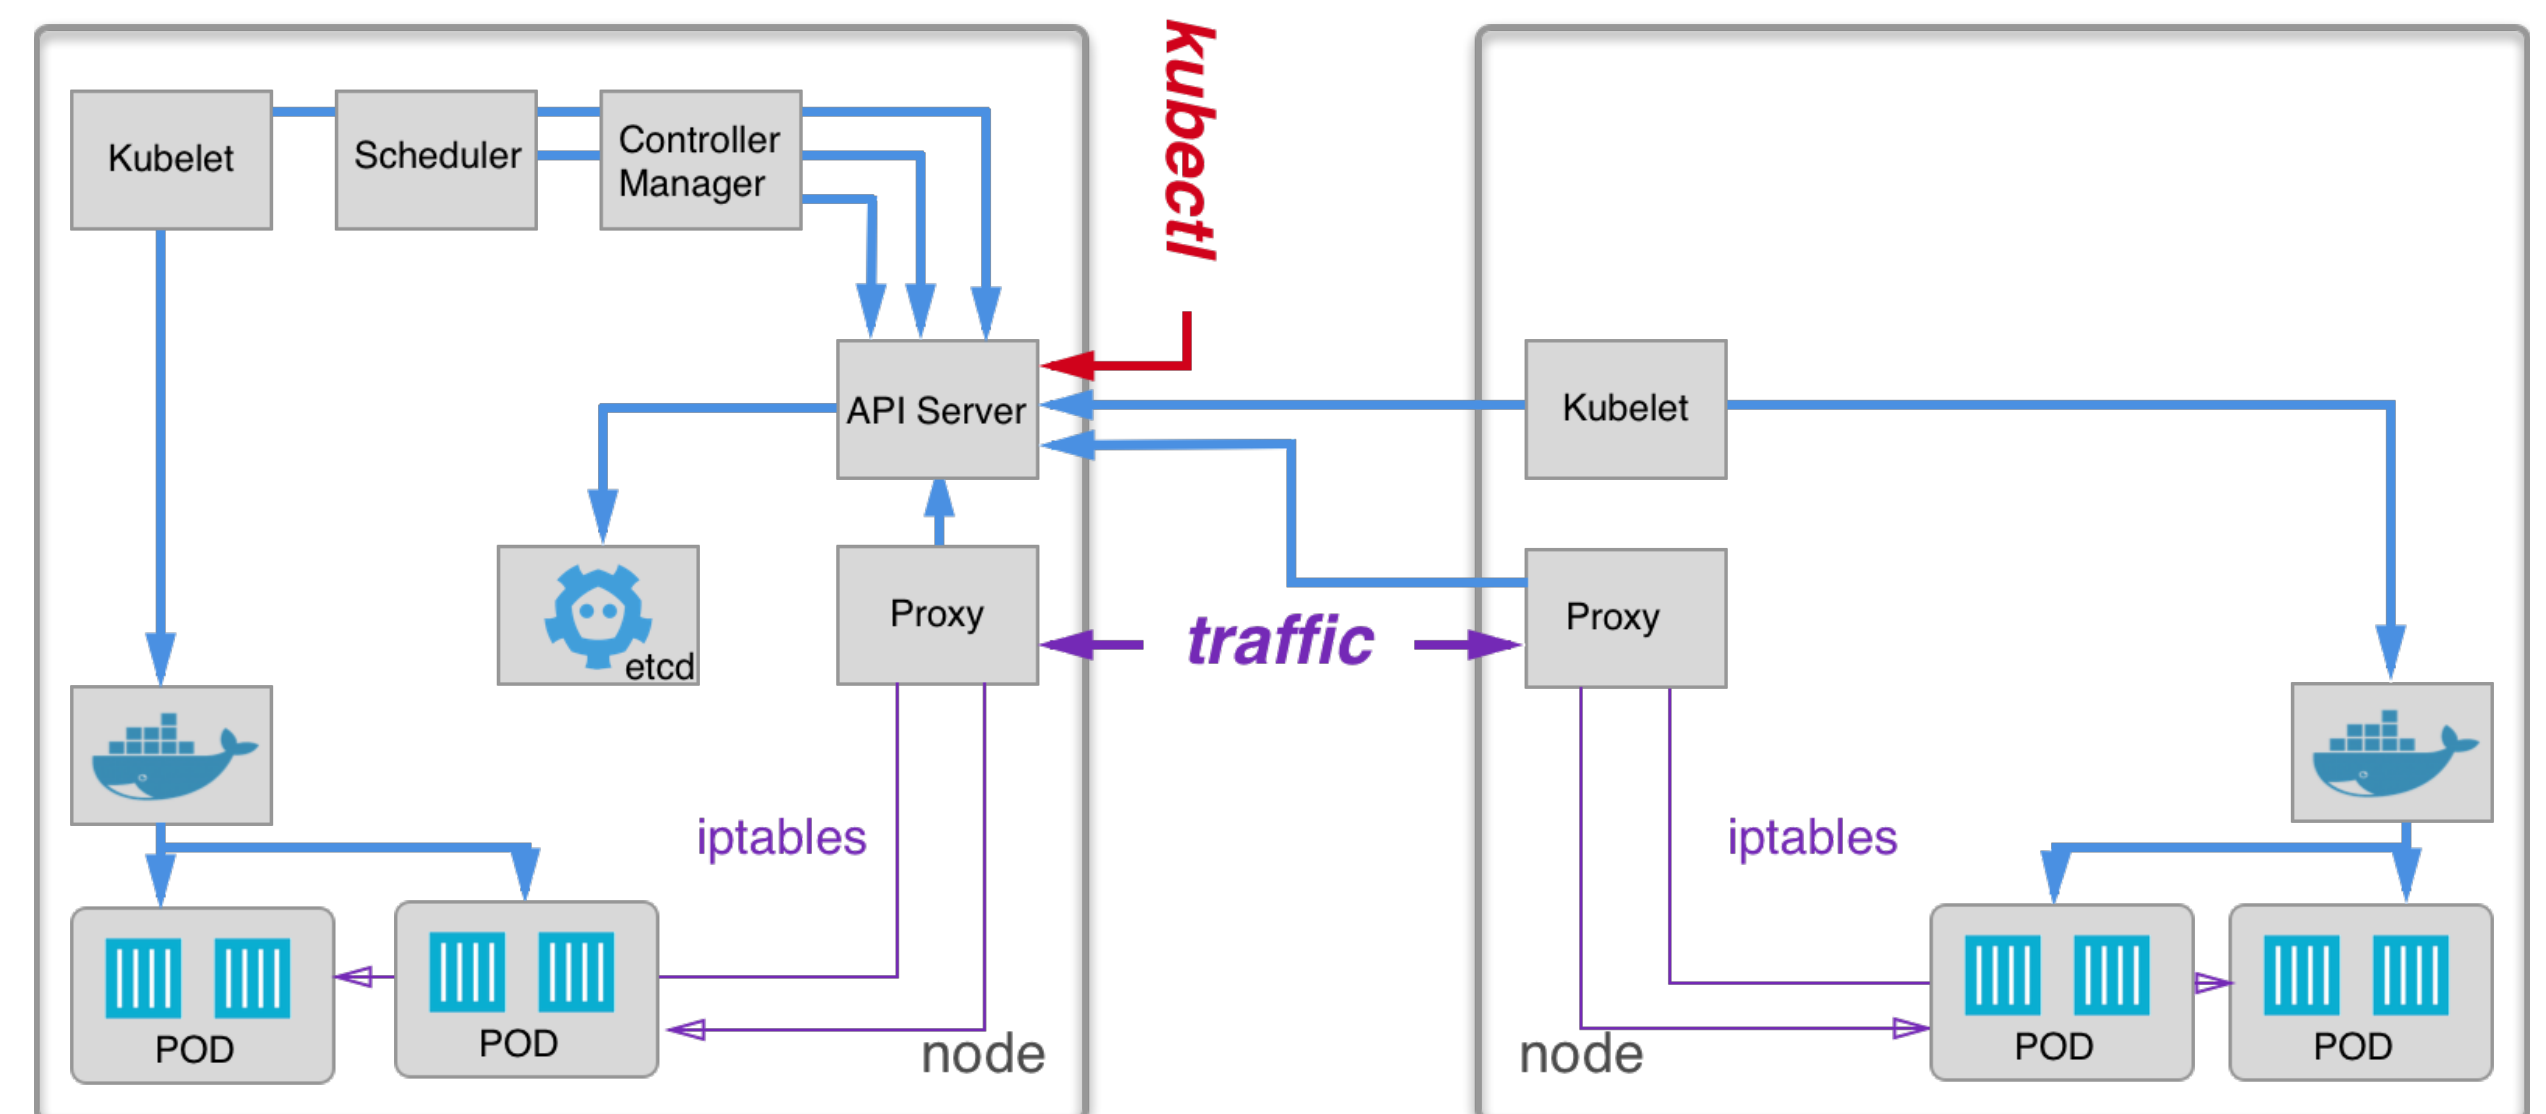 kubectl
Kubelet
Scheduler
Controller
Manager
API Server
Kubelet
etcd
Proxy
traffic
Proxy
iptables
iptables
POD
POD
node
node
POD
POD